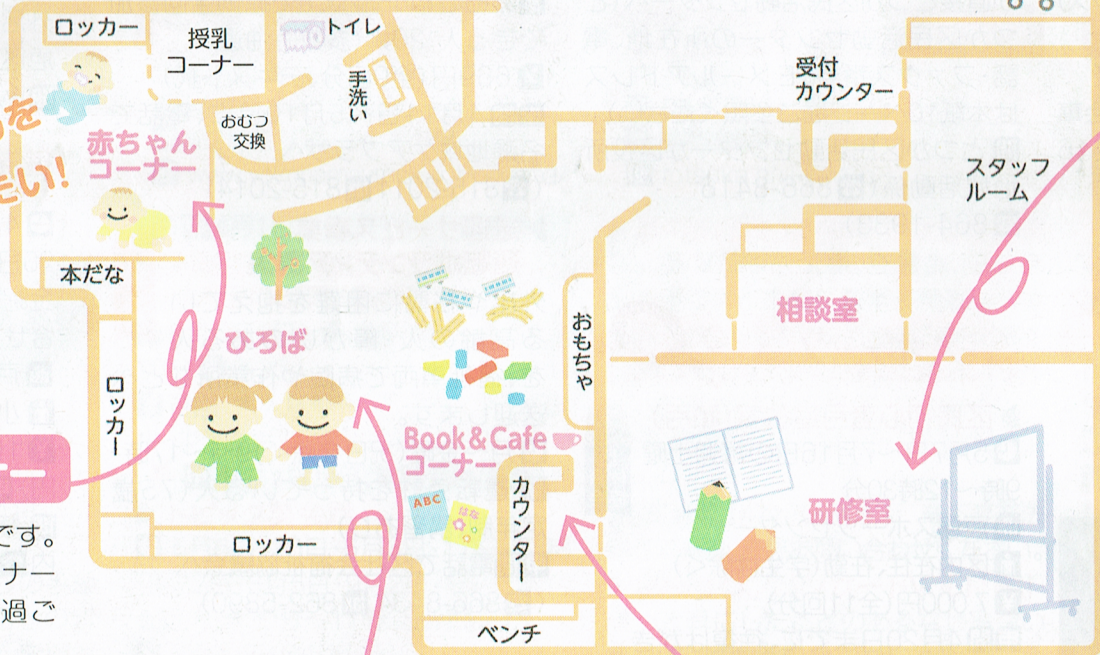 ロッカー
授乳
コーナー
トイレ
手洗い
おむつ
交換
受付
カウンター
スタッフ
ルーム
を
い!
赤ちゃん
コーナー
本だな
ひろば
おもちゃ
相談室
ロッカー
Book&Cafe
コーナー
ABC
はな
カウンター
研修室
ー
です。
ナー
過ご
ロッカー
ベンチ